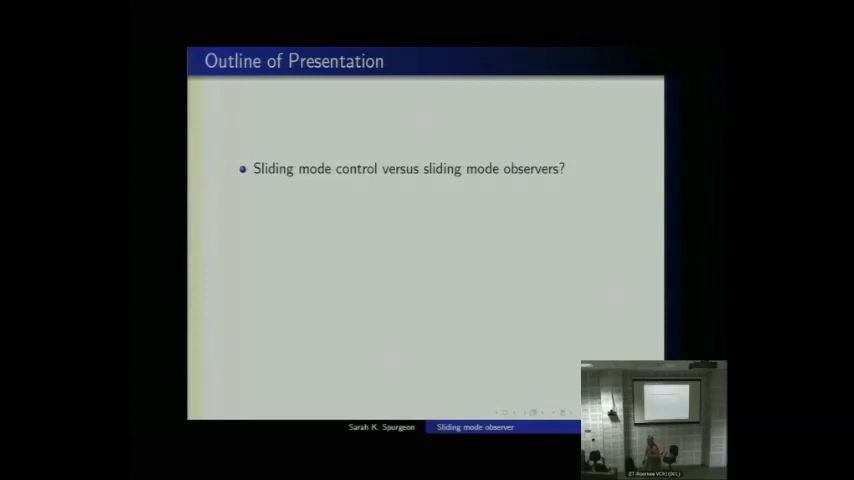 Outline of Presentation
Sliding mode control versus sliding mode observers?
Sarah K. Spurgeon
Sliding mode observer